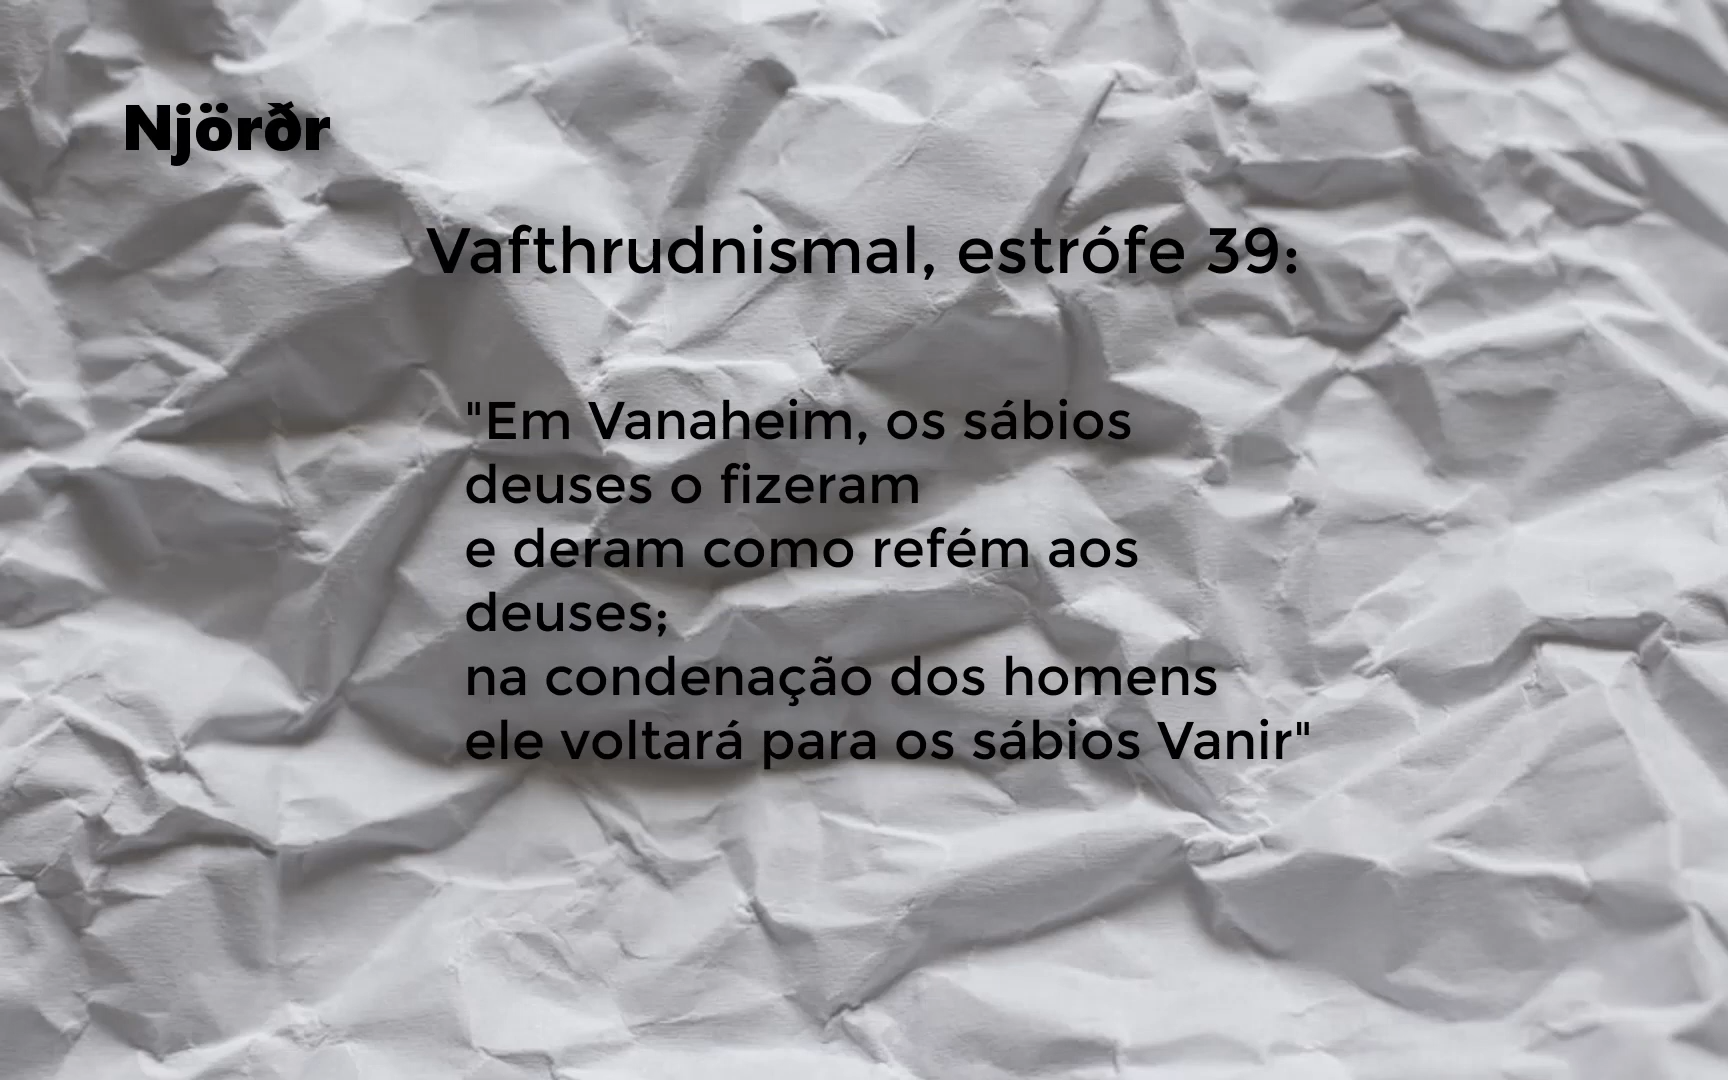 Njörðr
Vafthrudnismal, estrófe 39:
"Em Vanaheim, os sábios
deuses o fizeram
e deram como refém aos
deuses;
na condenação dos homens
ele voltará para os sábios Vanir"